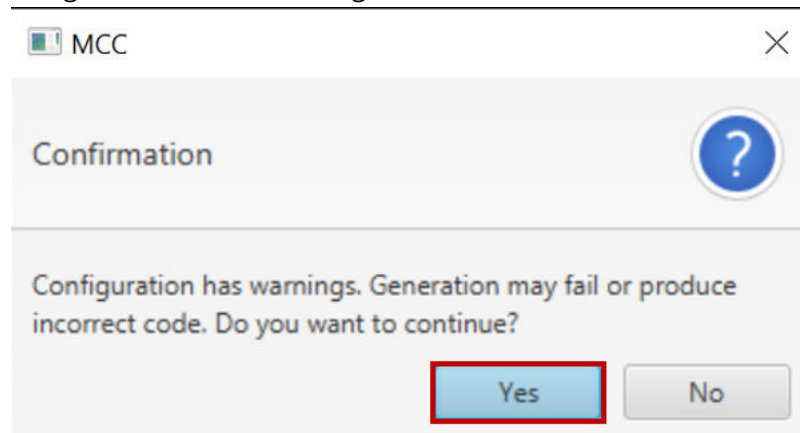 MCC
Confirmation
?
Configuration has warnings. Generation may fail or produce
incorrect code. Do you want to continue?
Yes No